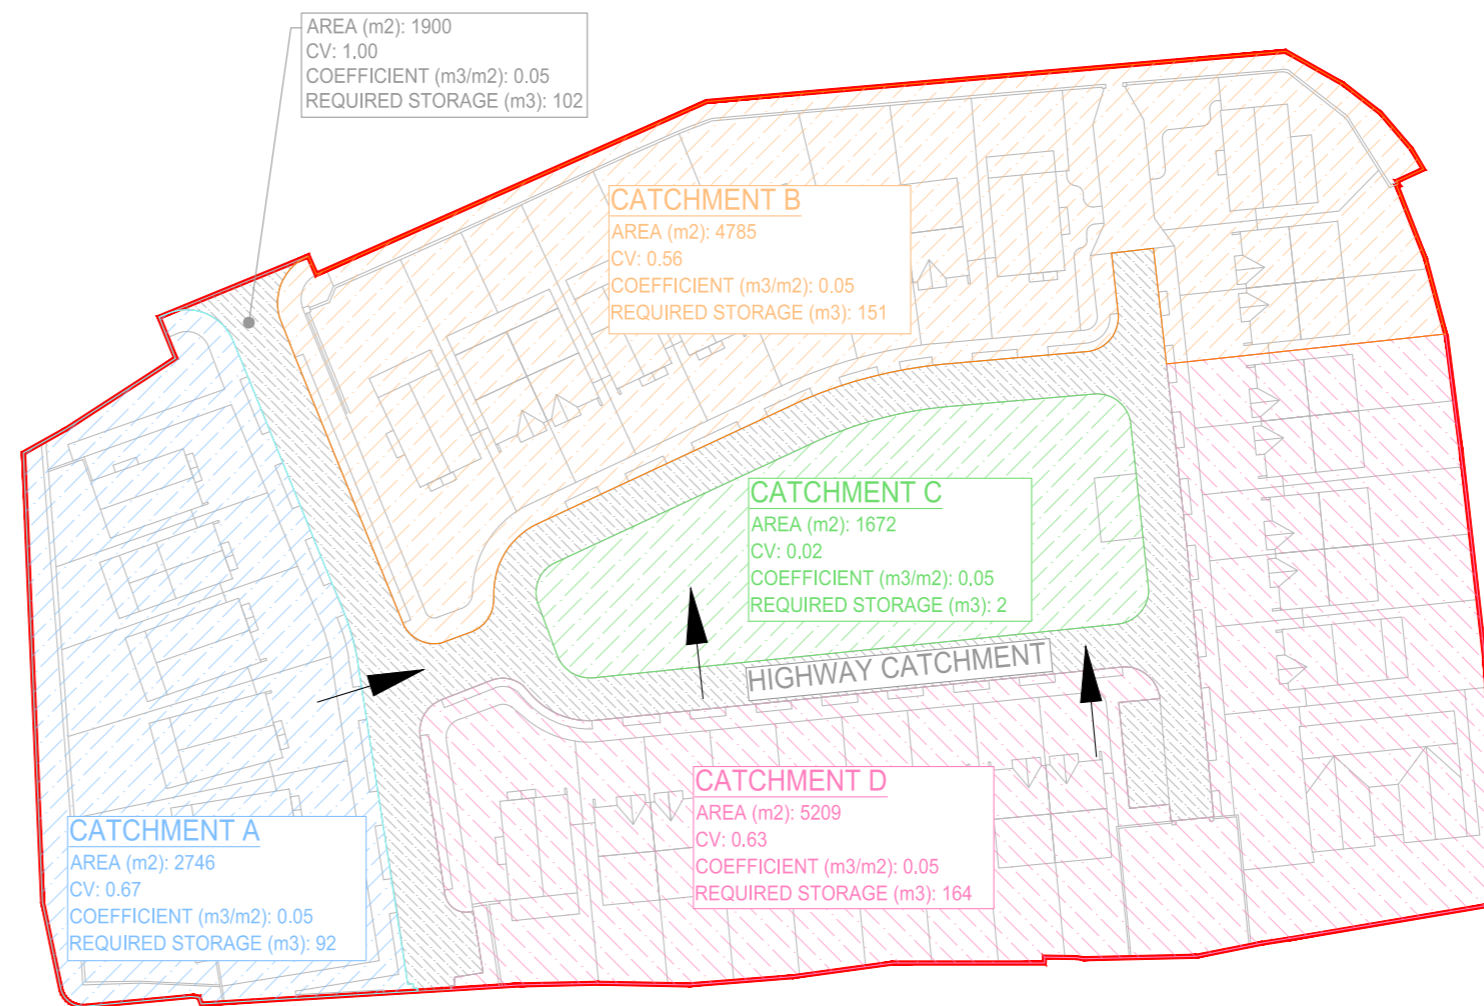 AREA (m2): 1900
CV: 1.00
COEFFICIENT (m3/m2): 0.05
REQUIRED STORAGE (m3): 102
CATCHMENT B
AREA (m2): 4785
CV: 0.56
COEFFICIENT (m3/m2): 0.05
REQUIRED STORAGE (m3): 151
CATCHMENT C
AREA (m2): 1672
CV: 0.02
COEFFICIENT (m3/m2): 0.05
REQUIRED STORAGE (m3): 2
HIGHWAY CATCHMENT
CATCHMENT D
AREA (m2): 5209
CV: 0.63
COEFFICIENT (m3/m2): 0.05
REQUIRED STORAGE (m3): 164
CATCHMENT A
AREA (m2): 2746
CV: 0.67
COEFFICIENT (m3/m2): 0.05
REQUIRED STORAGE (m3): 92